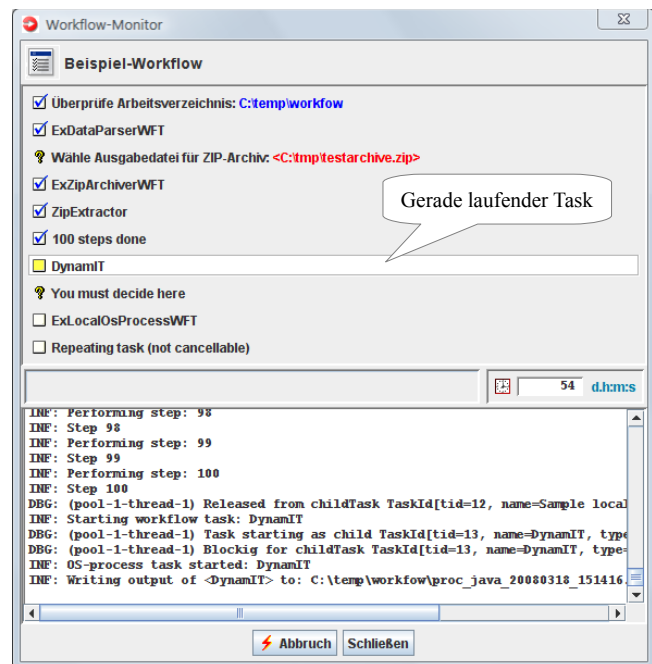 Workflow-Monitor
Beispiel-Workflow
Überprüfe Arbeitsverzeichnis: C:\temp\workfow
ExDataParserWFT
Wähle Ausgabedatei für ZIP-Archiv: <C:\tmp\testarchive.zip>
ExZipArchiverWFT
Gerade laufender Task
ZipExtractor
100 steps done
DynamIT
You must decide here
ExLocalOsProcessWFT
Repeating task (not cancellable)
54 d.h:m:s
INF: Performing step: 98
INF: Step 98
INF: Performing step: 99
INF: Step 99
INF: Performing step: 100
INF: Step 100
DBG: (pool-1-thread-1) Released from childTask TaskId[tid=12, name=Sample local
INF: Starting workflow task: DynamIT
DBG: (pool-1-thread-1) Task starting as child TaskId[tid=13, name=DynamIT, type
DBG: (pool-1-thread-1) Blockig for childTask TaskId[tid=13, name=DynamIT, type=
INF: OS-process task started: DynamIT
INF: Writing output of <DynamIT> to: C:\temp\workfow\proc_java_20080318_151416.
Abbruch Schließen